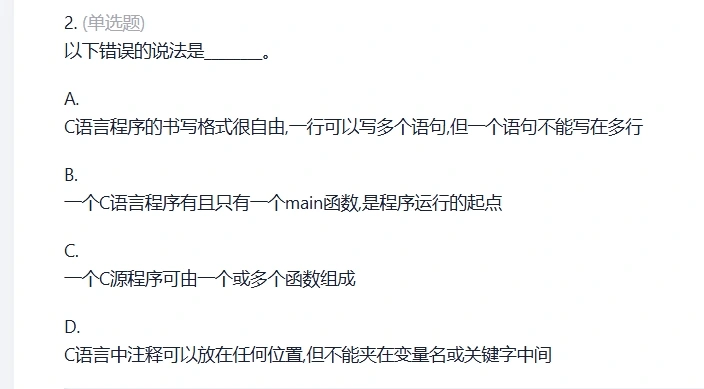 2. (单选题)
以下错误的说法是______。
A.
C语言程序的书写格式很自由,一行可以写多个语句,但一个语句不能写在多行
B.
一个C语言程序有且只有一个main函数,是程序运行的起点
C.
一个C源程序可由一个或多个函数组成
D.
C语言中注释可以放在任何位置,但不能夹在变量名或关键字中间